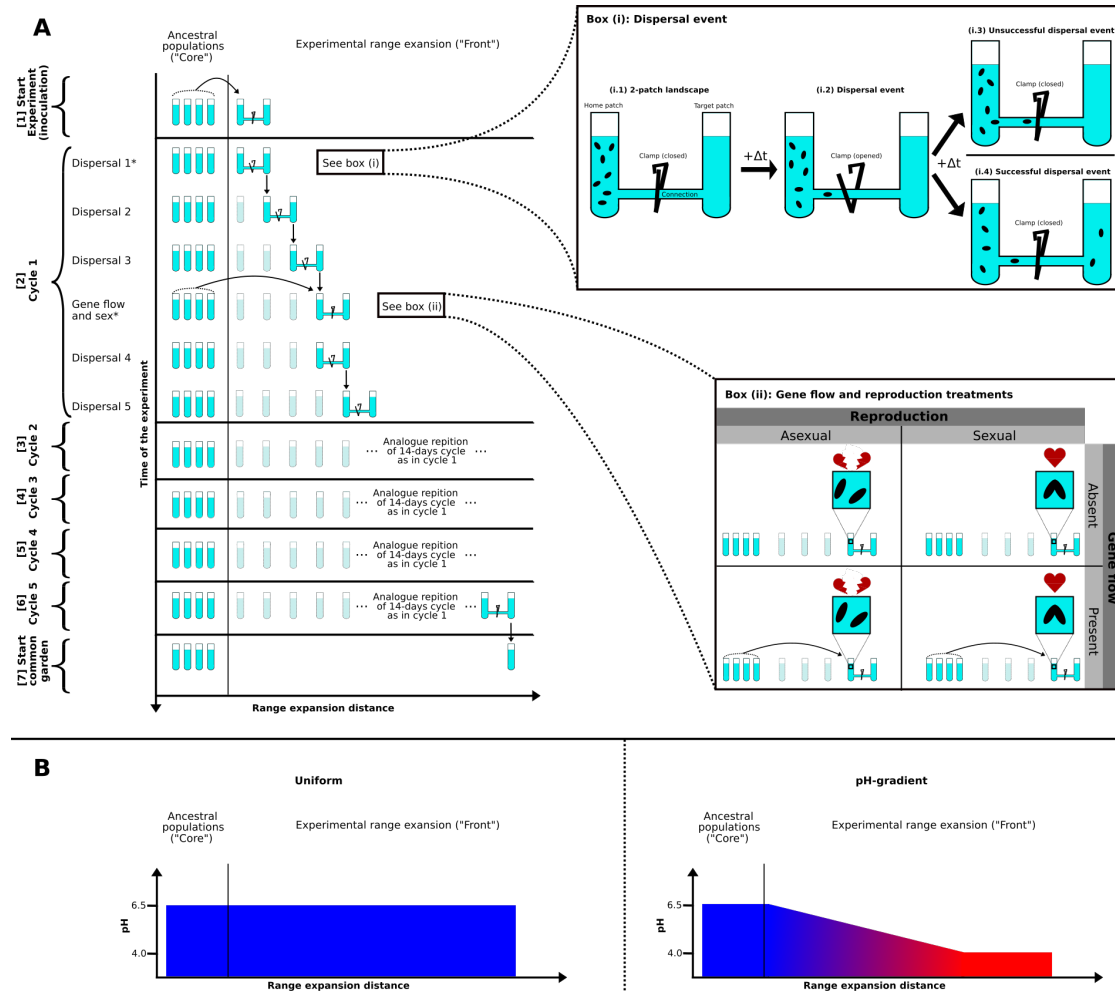 A
Ancestral
populations
("Core")
Experimental range expansion ("Front")
[1] Start
Experiment
(inoculation)
[2]
Cycle 1
Dispersal 1*
See box (i)
Dispersal 2
Dispersal 3
Gene flow
and sex*
See box (ii)
Dispersal 4
Dispersal 5
[3]
Cycle 2
Analogue repition
... of 14-days cycle ...
as in cycle 1
[4]
Cycle 3
Analogue repition
... of 14-days cycle ...
as in cycle 1
[5]
Cycle 4
Analogue repition
... of 14-days cycle ...
as in cycle 1
[6]
Cycle 5
Analogue repition
... of 14-days cycle ...
as in cycle 1
[7] Start
common
garden
Time of the experiment
Range expansion distance
Box (i): Dispersal event
(i.1) 2-patch landscape
Home patch
Target patch
Clamp (closed)
Connection
+Δt
(i.2) Dispersal event
Clamp (opened)
+Δt
(i.3) Unsuccessful dispersal event
Clamp (closed)
(i.4) Successful dispersal event
Clamp (closed)
Box (ii): Gene flow and reproduction treatments
Reproduction
Asexual
Sexual
Absent
Present
Gene flow
B
Uniform
Ancestral
populations
("Core")
Experimental range exansion ("Front")
pH
6.5
4.0
Range expansion distance
pH-gradient
Ancestral
populations
("Core")
Experimental range exansion ("Front")
pH
6.5
4.0
Range expansion distance